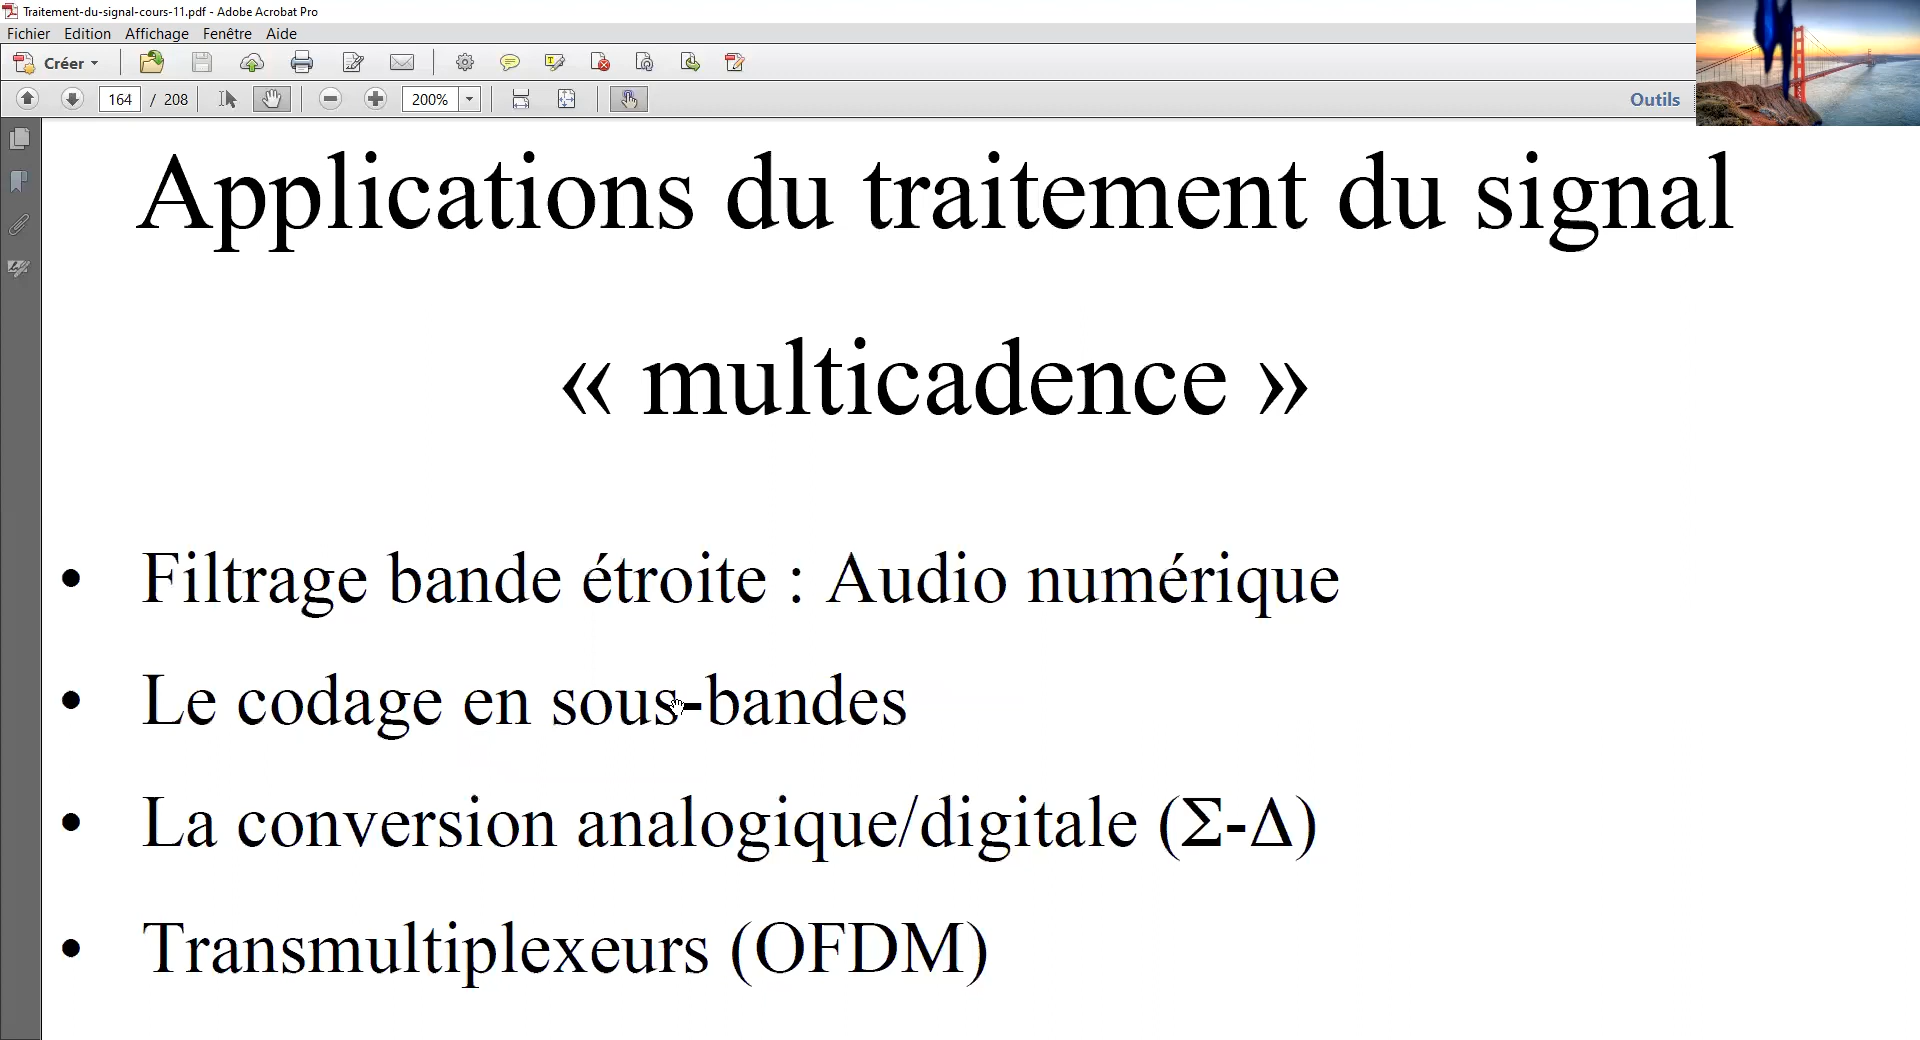 Traitement-du-signal-cours-11.pdf - Adobe Acrobat Pro
Fichier Edition Affichage Fenêtre Aide
Créer
164 / 208 200% Outils
Applications du traitement du signal
« multicadence »
• Filtrage bande étroite : Audio numérique
• Le codage en sous-bandes
• La conversion analogique/digitale (Σ-Δ)
• Transmultiplexeurs (OFDM)